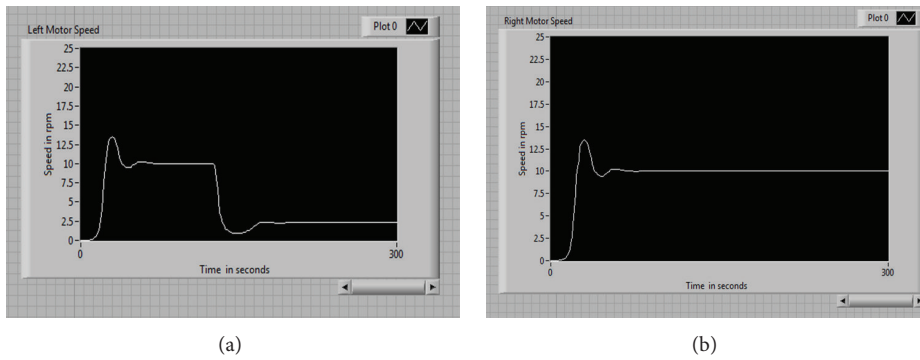 Left Motor Speed
Plot 0
25
22.5
20
17.5
15
12.5
10
7.5
5
2.5
0
Speed in rpm
0
300
Time in seconds
(a)
Right Motor Speed
Plot 0
25
22.5
20
17.5
15
12.5
10
7.5
5
2.5
0
Speed in rpm
0
300
Time in seconds
(b)